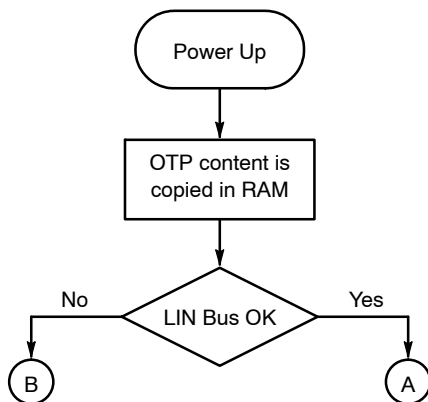 Power Up
OTP content is
copied in RAM
No
LIN Bus OK
Yes
B
A